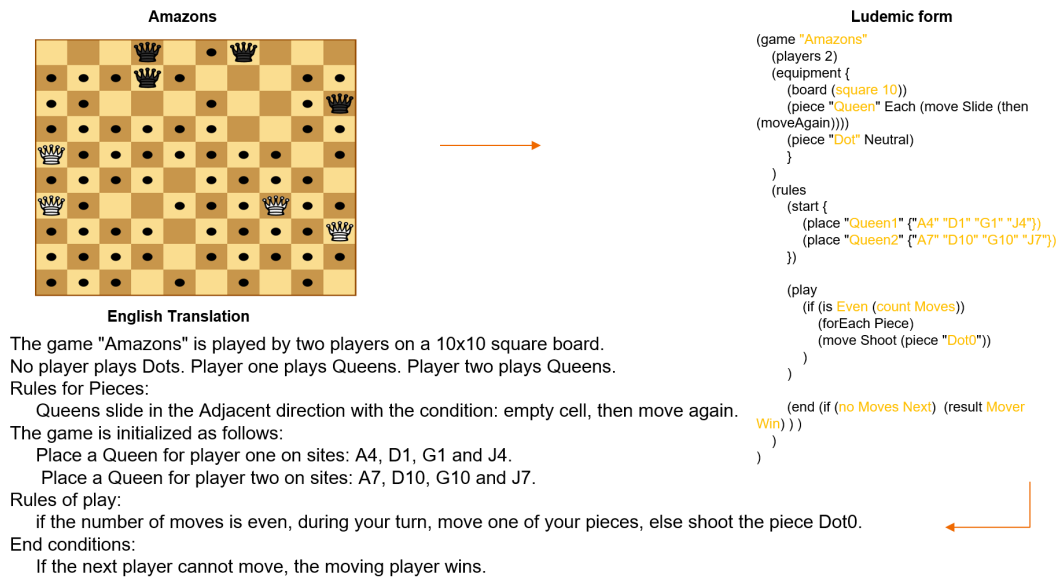 Amazons
Ludemic form
(game "Amazons"
(players 2)
(equipment {
(board (square 10))
(piece "Queen" Each (move Slide (then
(moveAgain))))
(piece "Dot" Neutral)
}
)
(rules
(start {
(place "Queen1" {"A4" "D1" "G1" "J4"})
(place "Queen2" {"A7" "D10" "G10" "J7"})
})
(play
(if (is Even (count Moves))
(forEach Piece)
(move Shoot (piece "Dot0"))
)
)
(end (if (no Moves Next) (result Mover
Win) ) )
)
)
English Translation
The game "Amazons" is played by two players on a 10x10 square board.
No player plays Dots. Player one plays Queens. Player two plays Queens.
Rules for Pieces:
Queens slide in the Adjacent direction with the condition: empty cell, then move again.
The game is initialized as follows:
Place a Queen for player one on sites: A4, D1, G1 and J4.
Place a Queen for player two on sites: A7, D10, G10 and J7.
Rules of play:
if the number of moves is even, during your turn, move one of your pieces, else shoot the piece Dot0.
End conditions:
If the next player cannot move, the moving player wins.